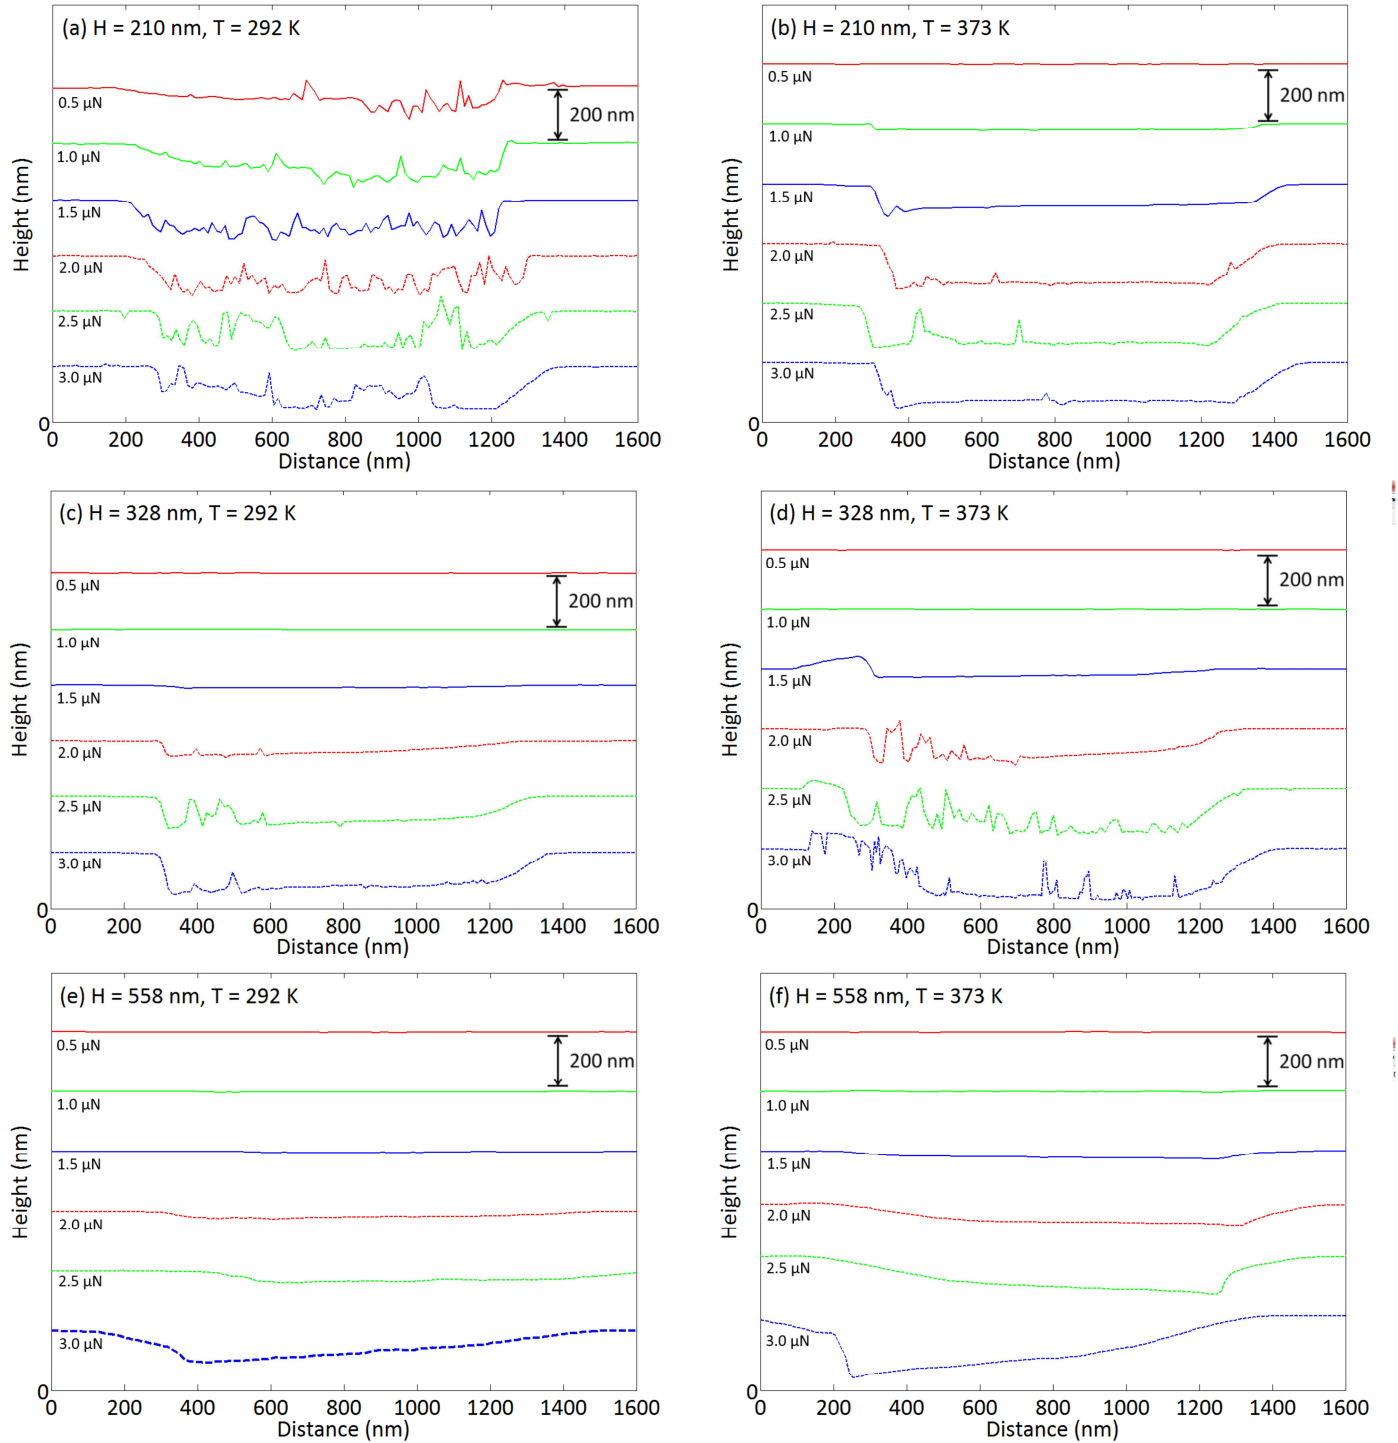 (a) H = 210 nm, T = 292 K
0.5 µN
200 nm
1.0 µN
1.5 µN
2.0 µN
2.5 µN
3.0 µN
Height (nm)
0
0 200 400 600 800 1000 1200 1400 1600
Distance (nm)
(b) H = 210 nm, T = 373 K
0.5 µN
200 nm
1.0 µN
1.5 µN
2.0 µN
2.5 µN
3.0 µN
Height (nm)
0
0 200 400 600 800 1000 1200 1400 1600
Distance (nm)
(c) H = 328 nm, T = 292 K
0.5 µN
200 nm
1.0 µN
1.5 µN
2.0 µN
2.5 µN
3.0 µN
Height (nm)
0
0 200 400 600 800 1000 1200 1400 1600
Distance (nm)
(d) H = 328 nm, T = 373 K
0.5 µN
200 nm
1.0 µN
1.5 µN
2.0 µN
2.5 µN
3.0 µN
Height (nm)
0
0 200 400 600 800 1000 1200 1400 1600
Distance (nm)
(e) H = 558 nm, T = 292 K
0.5 µN
200 nm
1.0 µN
1.5 µN
2.0 µN
2.5 µN
3.0 µN
Height (nm)
0
0 200 400 600 800 1000 1200 1400 1600
Distance (nm)
(f) H = 558 nm, T = 373 K
0.5 µN
200 nm
1.0 µN
1.5 µN
2.0 µN
2.5 µN
3.0 µN
Height (nm)
0
0 200 400 600 800 1000 1200 1400 1600
Distance (nm)